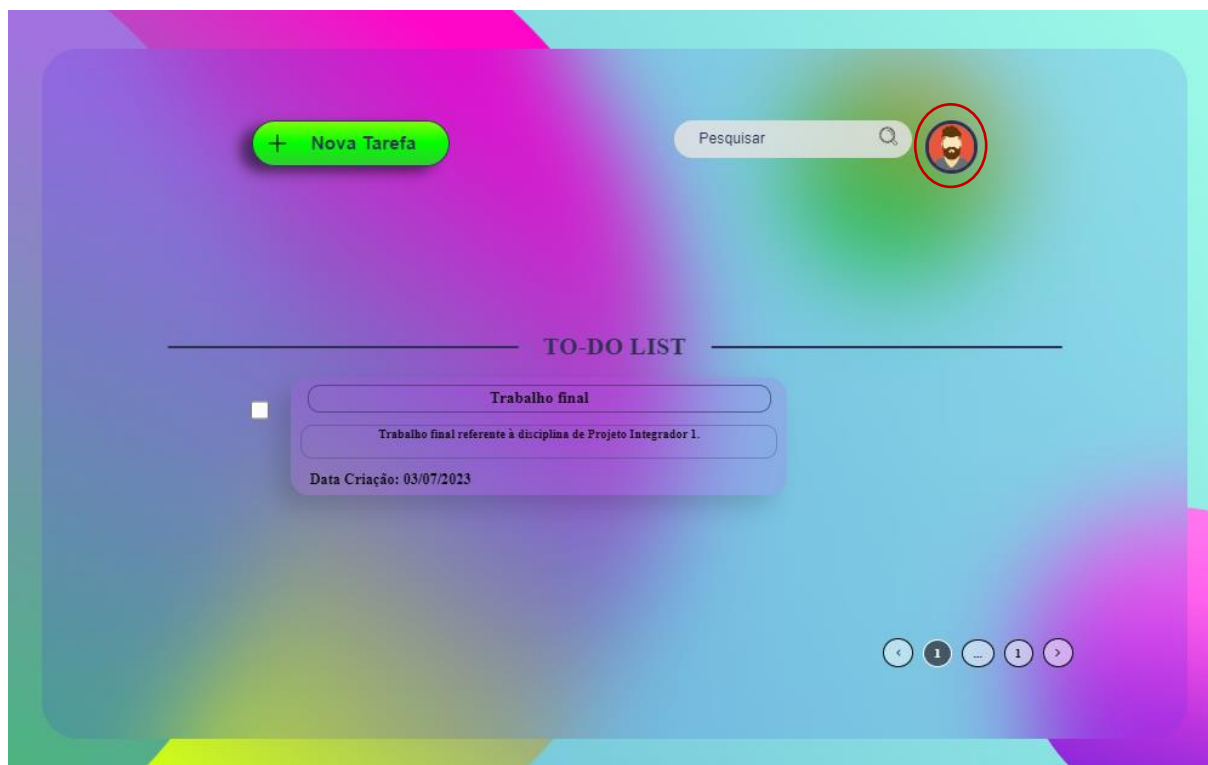 + Nova Tarefa
Pesquisar
TO-DO LIST
Trabalho final
Trabalho final referente à disciplina de Projeto Integrador 1.
Data Criação: 03/07/2023
‹ 1 ... 1 ›